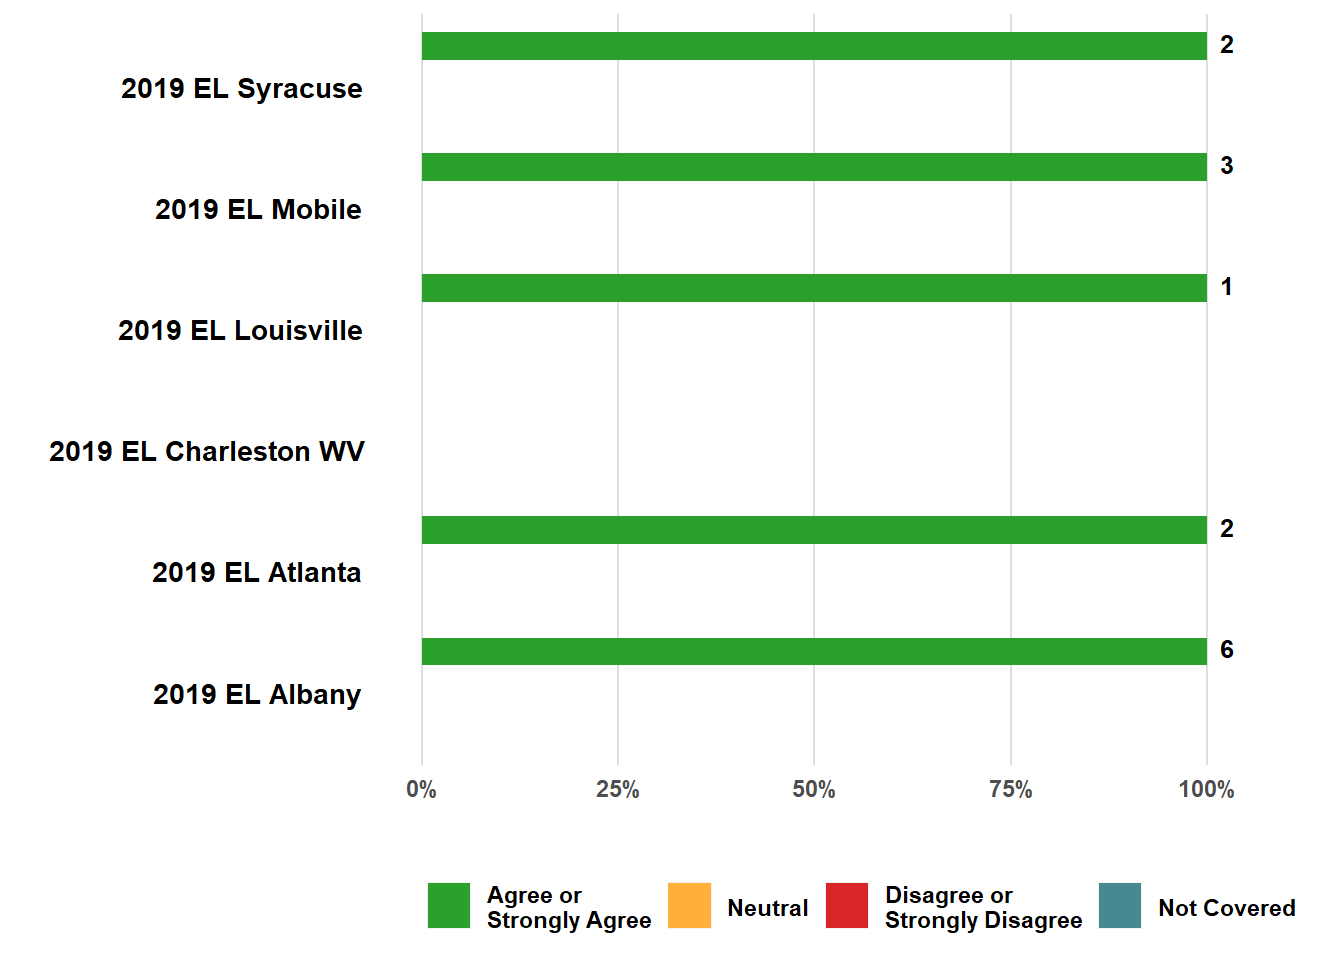 2
2019 EL Syracuse
3
2019 EL Mobile
1
2019 EL Louisville
2019 EL Charleston WV
2
2019 EL Atlanta
6
2019 EL Albany
0% 25% 50% 75% 100%
Agree or
Strongly Agree
Neutral
Disagree or
Strongly Disagree
Not Covered